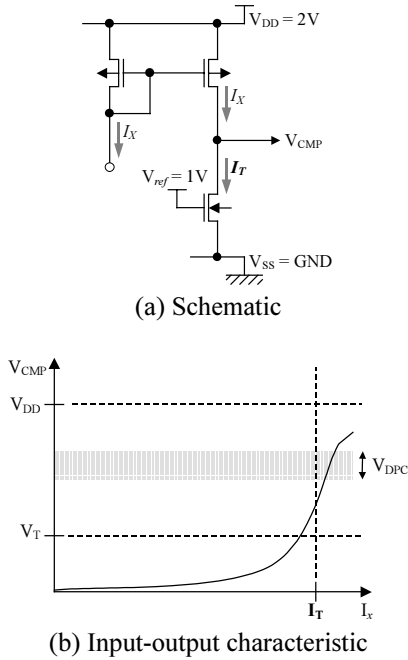 V_DD = 2V
I_X
I_X
V_CMP
I_T
V_ref = 1V
V_SS = GND
(a) Schematic
V_CMP
V_DD
V_DPC
V_T
I_T
I_x
(b) Input-output characteristic